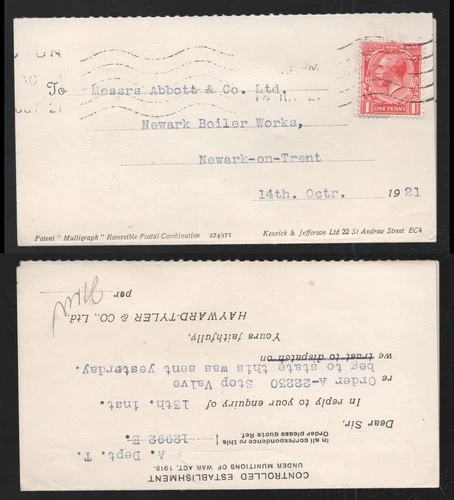 To Messrs Abbott & Co. Ltd.
Newark Boiler Works,
Newark-on-Trent
14th. Octr. 1921
ONE PENNY
Patent "Multigraph" Reversible Postal Combination 274971 Kenrick & Jefferson Ltd 22 St Andrew Street EC4
CONTROLLED ESTABLISHMENT
UNDER MUNITIONS OF WAR ACT, 1915.
A. Dept. T.
In all correspondence re this
Order please quote Ref.
12992 E
Dear Sir,
In reply to your enquiry of 13th. inst.
re Order A-22230 Stop Valve
beg to state this was sent yesterday.
we trust to dispatch on
Yours faithfully,
HAYWARD-TYLER & CO., Ltd.
per